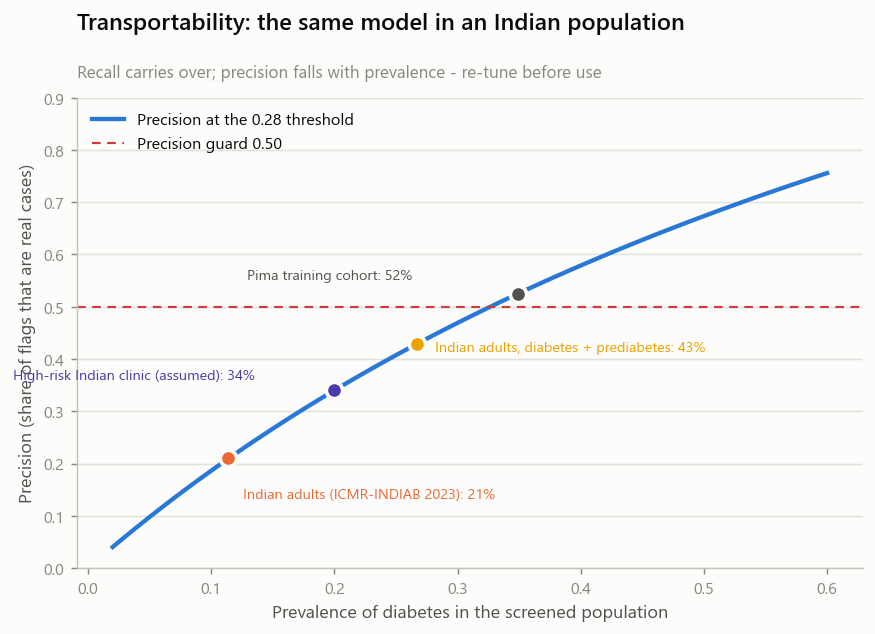 Transportability: the same model in an Indian population
Recall carries over; precision falls with prevalence - re-tune before use
Precision at the 0.28 threshold
Precision guard 0.50
Precision (share of flags that are real cases)
0.9
0.8
0.7
0.6
0.5
0.4
0.3
0.2
0.1
0.0
Pima training cohort: 52%
Indian adults, diabetes + prediabetes: 43%
High-risk Indian clinic (assumed): 34%
Indian adults (ICMR-INDIAB 2023): 21%
0.0 0.1 0.2 0.3 0.4 0.5 0.6
Prevalence of diabetes in the screened population